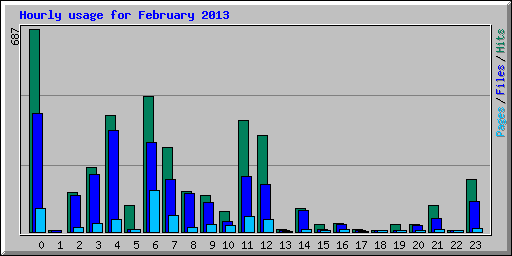 Hourly usage for February 2013
687
Pages / Files / Hits
0 1 2 3 4 5 6 7 8 9 10 11 12 13 14 15 16 17 18 19 20 21 22 23